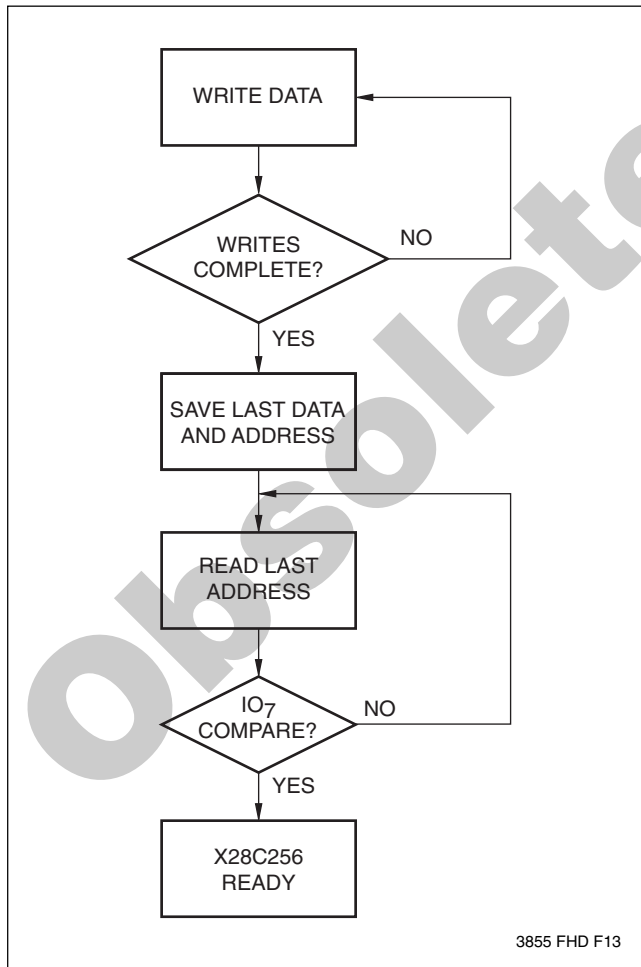 WRITE DATA
WRITES
COMPLETE?
NO
YES
SAVE LAST DATA
AND ADDRESS
READ LAST
ADDRESS
IO7
COMPARE?
NO
YES
X28C256
READY
3855 FHD F13
Obsolete